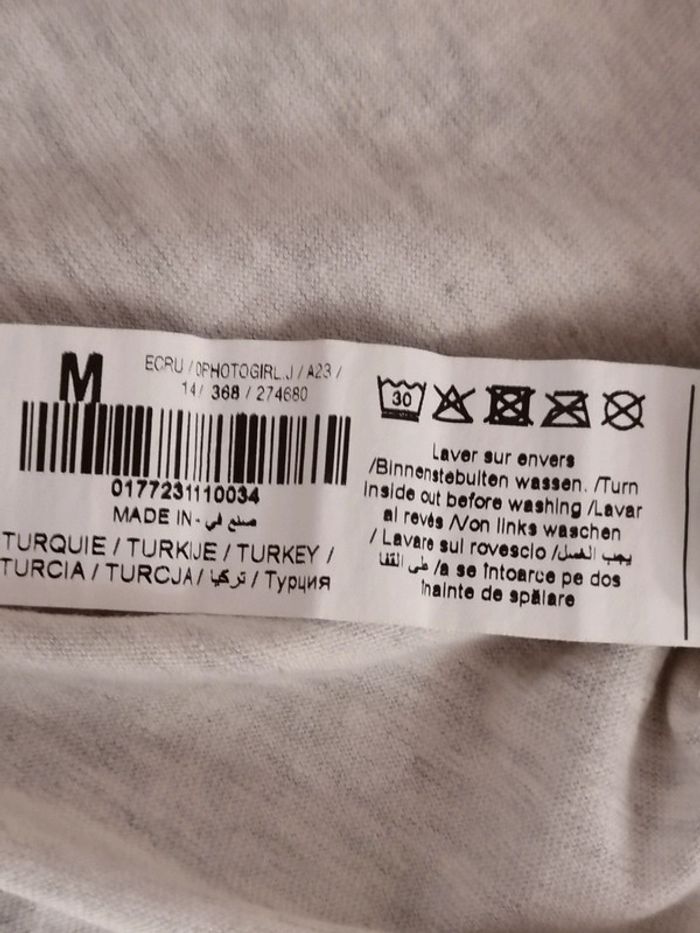 M
ECRU / 0PHOTOGIRL.J / A23 /
14/ 368 / 274680
0177231110034
MADE IN - صنع في
TURQUIE / TURKIJE / TURKEY /
TURCIA / TURCJA / تركيا / Турция
30
Laver sur envers
/Binnenstebuiten wassen. /Turn
inside out before washing /Lavar
al revés /Von links waschen
/ Lavare sul rovescio / يجب الغسل
على القفا /a se întoarce pe dos
înainte de spălare